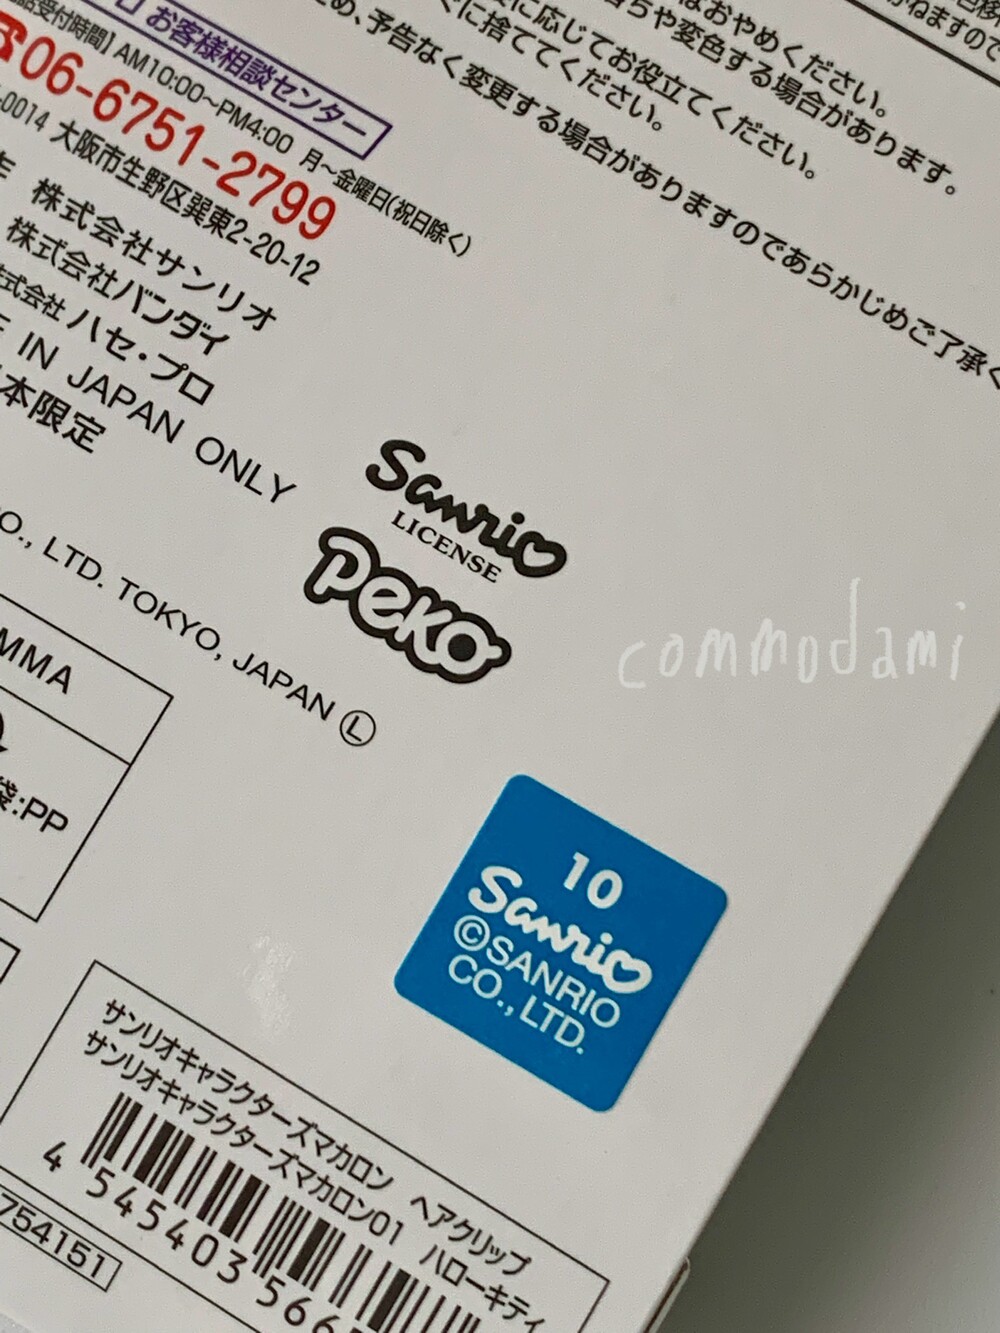 お客様相談センター
受付時間】AM10:00〜PM4:00 月〜金曜日(祝日除く)
☎06-6751-2799
-0014 大阪市生野区巽東2-20-12
株式会社サンリオ
株式会社バンダイ
株式会社 ハセ・プロ
IN JAPAN ONLY
本限定
CO., LTD. TOKYO, JAPAN Ⓛ
はおやめください。
や変色する場合があります。
に応じてお役立てください。
に捨ててください。
予告なく変更する場合がありますのであらかじめご了承く
ねますので
Sanrio
LICENSE
Peko
commodami
MMA
袋:PP
10
Sanrio
©SANRIO
CO., LTD.
サンリオキャラクターズマカロン ヘアクリップ
サンリオキャラクターズマカロン01 ハローキティ
4 545403 566
754151